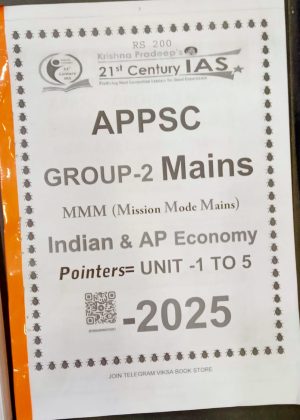 RS 200
Krishna Pradeep's
21st Century IAS
APPSC
GROUP-2 Mains
MMM (Mission Mode Mains)
Indian & AP Economy
Pointers= UNIT -1 TO 5
-2025
JOIN TELEGRAM VIKSA BOOK STORE